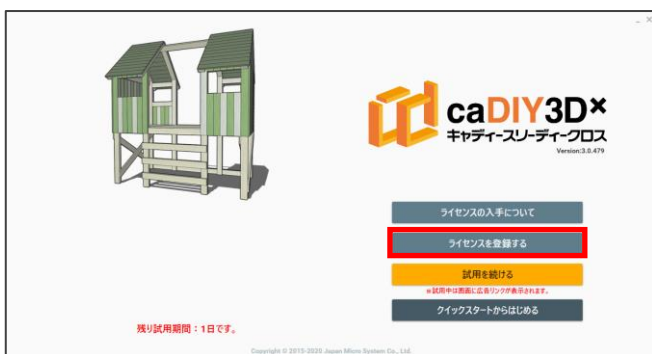 caDIY3D×
キャディースリーディークロス
Version:3.0.479
ライセンスの入手について
ライセンスを登録する
試用を続ける
※試用中は画面に広告リンクが表示されます。
クイックスタートからはじめる
残り試用期間：1日です。
Copyright © 2015-2020 Japan Micro System Co., Ltd.